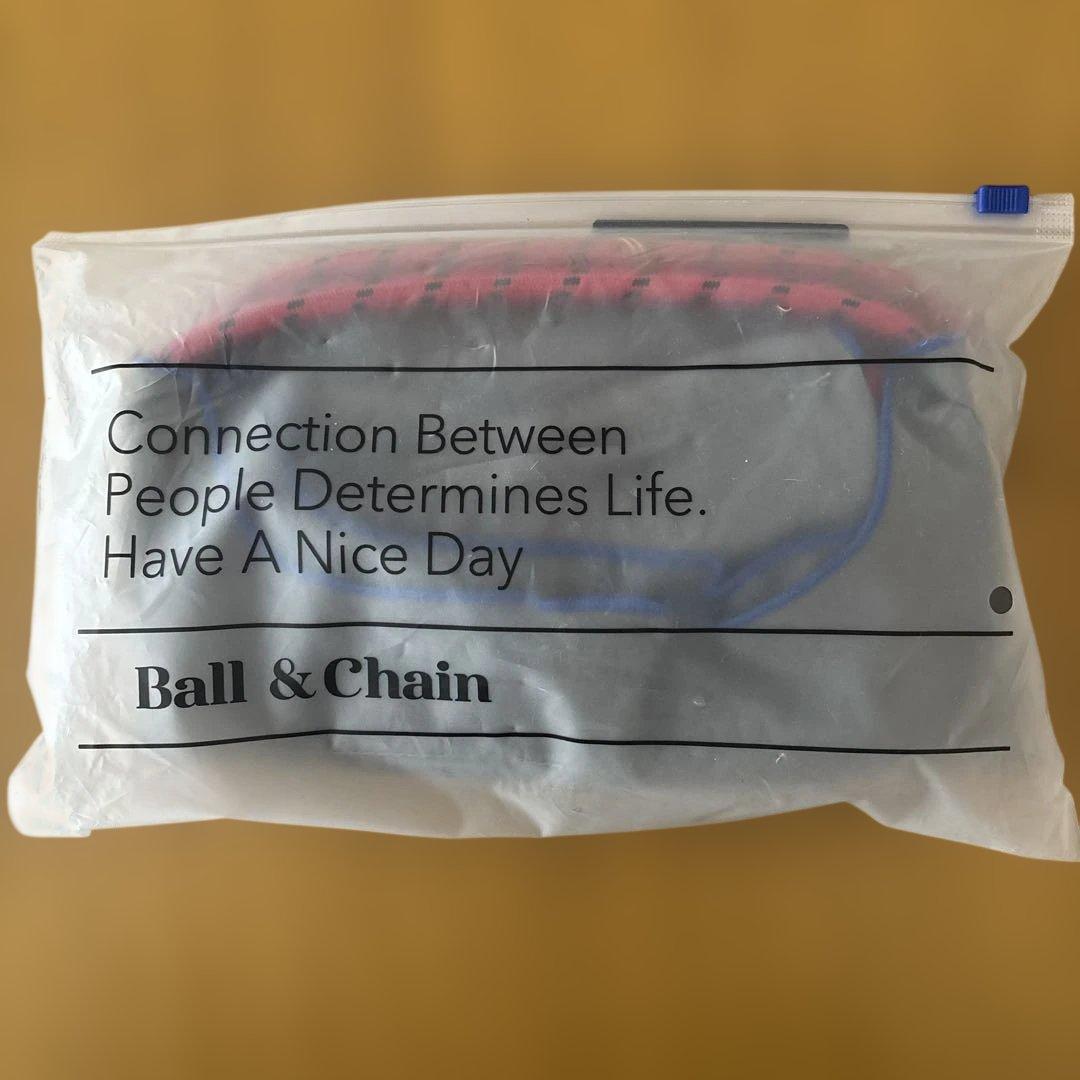 Connection Between
People Determines Life.
Have A Nice Day
Ball & Chain